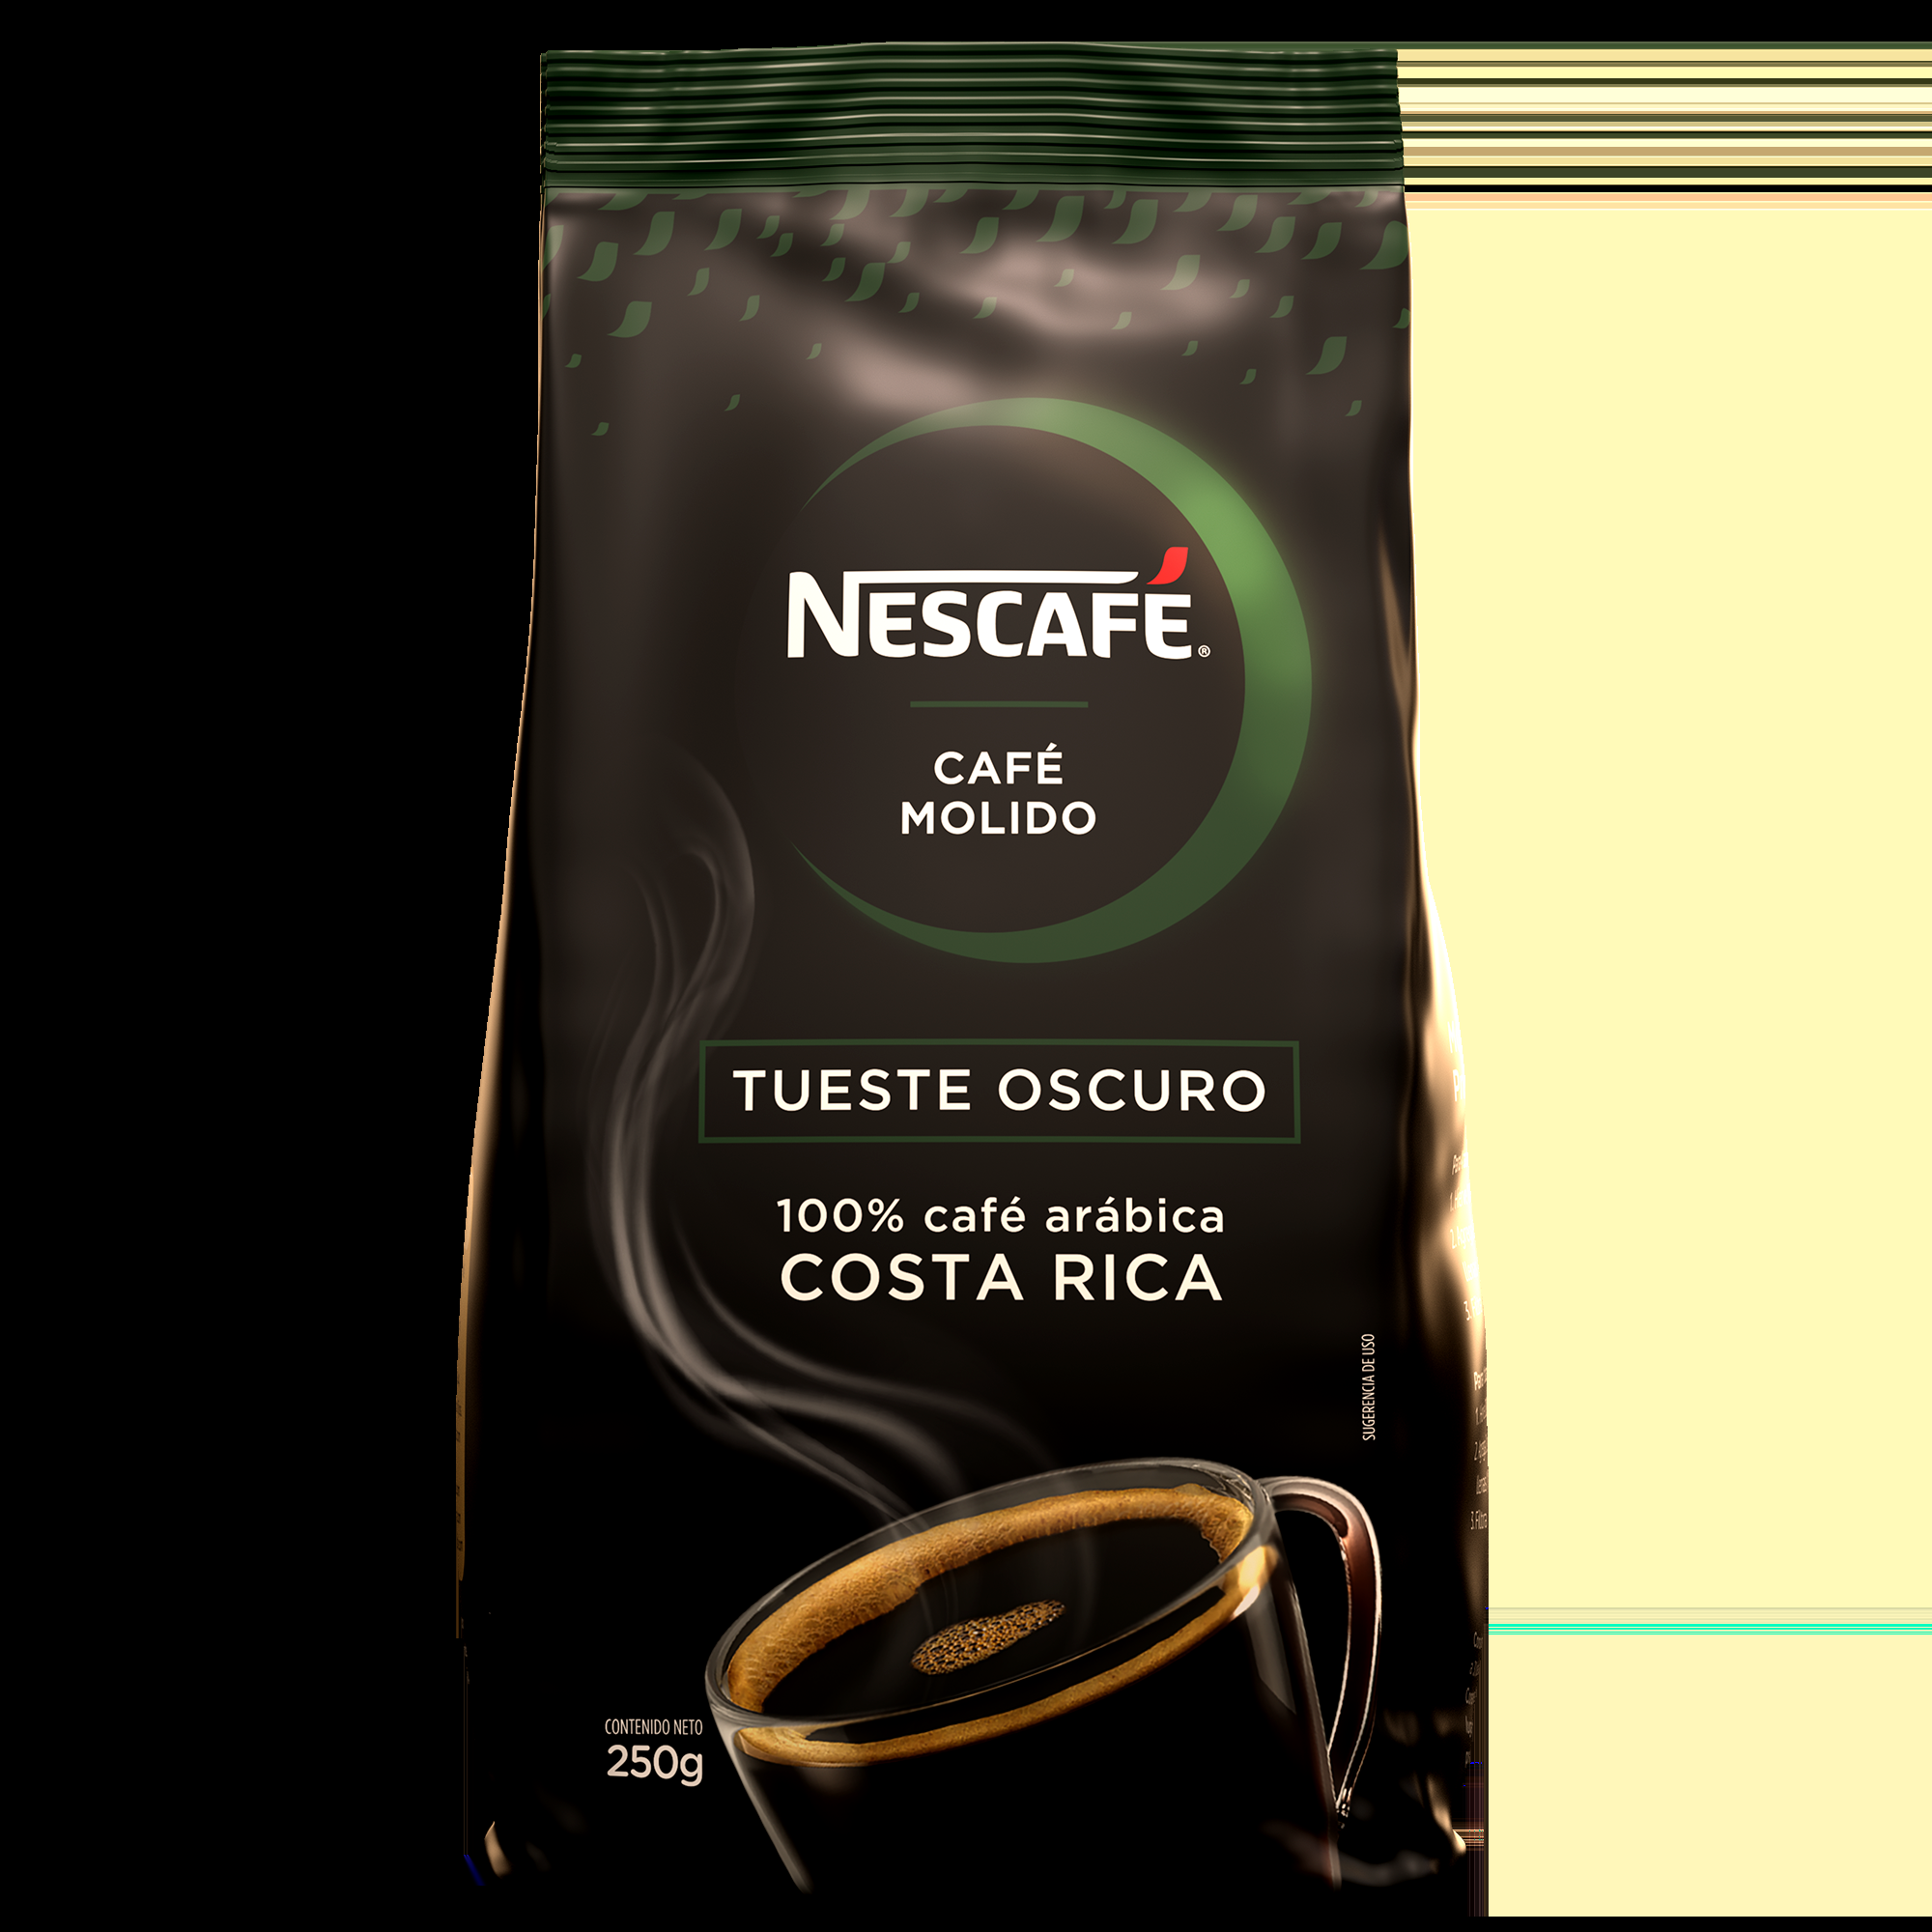 NESCAFÉ®
CAFÉ
MOLIDO
TUESTE OSCURO
100% café arábica
COSTA RICA
SUGERENCIA DE USO
CONTENIDO NETO
250g